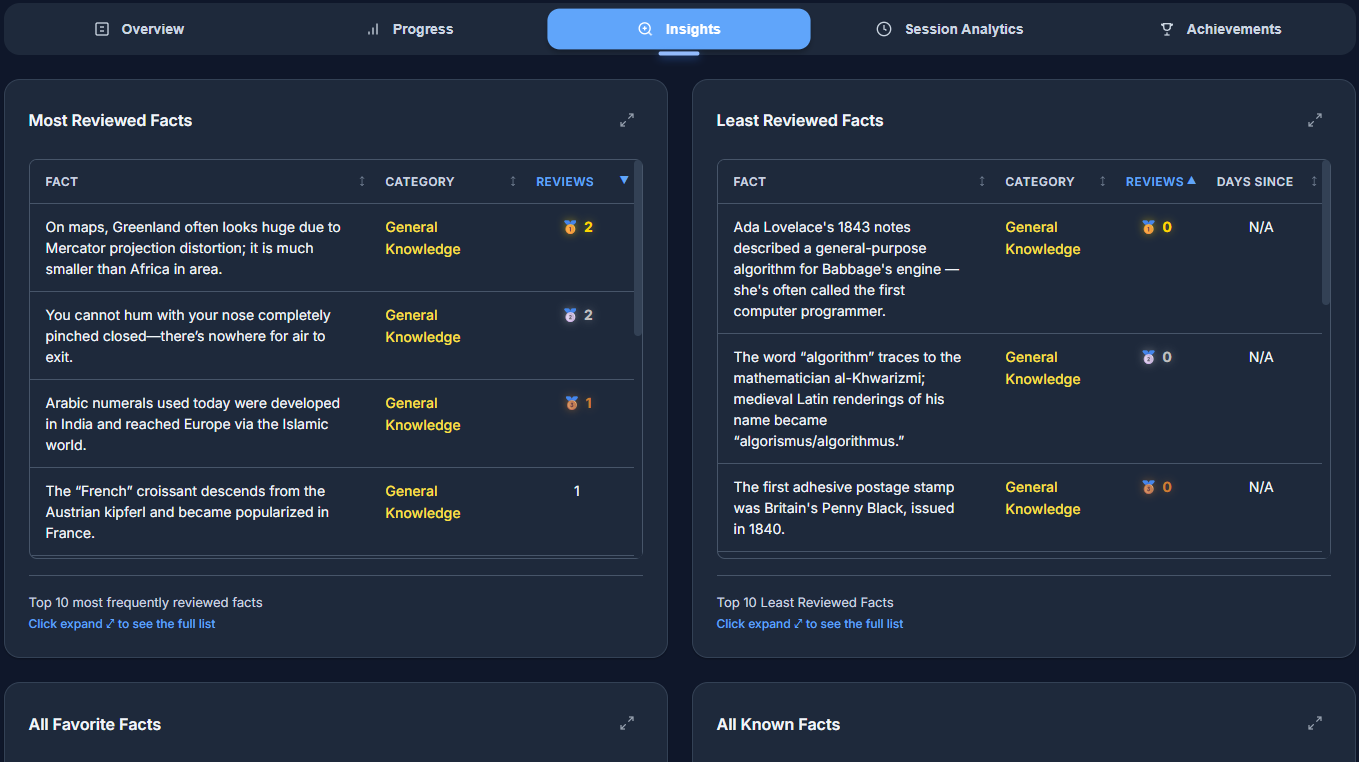 Overview
Progress
Insights
Session Analytics
Achievements
Most Reviewed Facts
FACT
CATEGORY
REVIEWS
On maps, Greenland often looks huge due to
Mercator projection distortion; it is much
smaller than Africa in area.
General
Knowledge
2
You cannot hum with your nose completely
pinched closed—there’s nowhere for air to
exit.
General
Knowledge
2
Arabic numerals used today were developed
in India and reached Europe via the Islamic
world.
General
Knowledge
1
The “French” croissant descends from the
Austrian kipferl and became popularized in
France.
General
Knowledge
1
Top 10 most frequently reviewed facts
Click expand ⤢ to see the full list
Least Reviewed Facts
FACT
CATEGORY
REVIEWS
DAYS SINCE
Ada Lovelace's 1843 notes
described a general-purpose
algorithm for Babbage's engine —
she's often called the first
computer programmer.
General
Knowledge
0
N/A
The word “algorithm” traces to the
mathematician al-Khwarizmi;
medieval Latin renderings of his
name became
“algorismus/algorithmus.”
General
Knowledge
0
N/A
The first adhesive postage stamp
was Britain's Penny Black, issued
in 1840.
General
Knowledge
0
N/A
Top 10 Least Reviewed Facts
Click expand ⤢ to see the full list
All Favorite Facts
All Known Facts